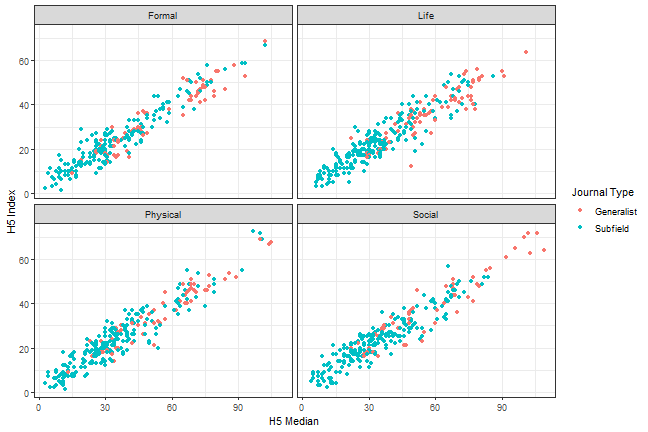 Formal
Life
60
40
20
0
Physical
Social
60
40
20
0
0
30
60
90
0
30
60
90
H5 Median
H5 Index
Journal Type
Generalist
Subfield